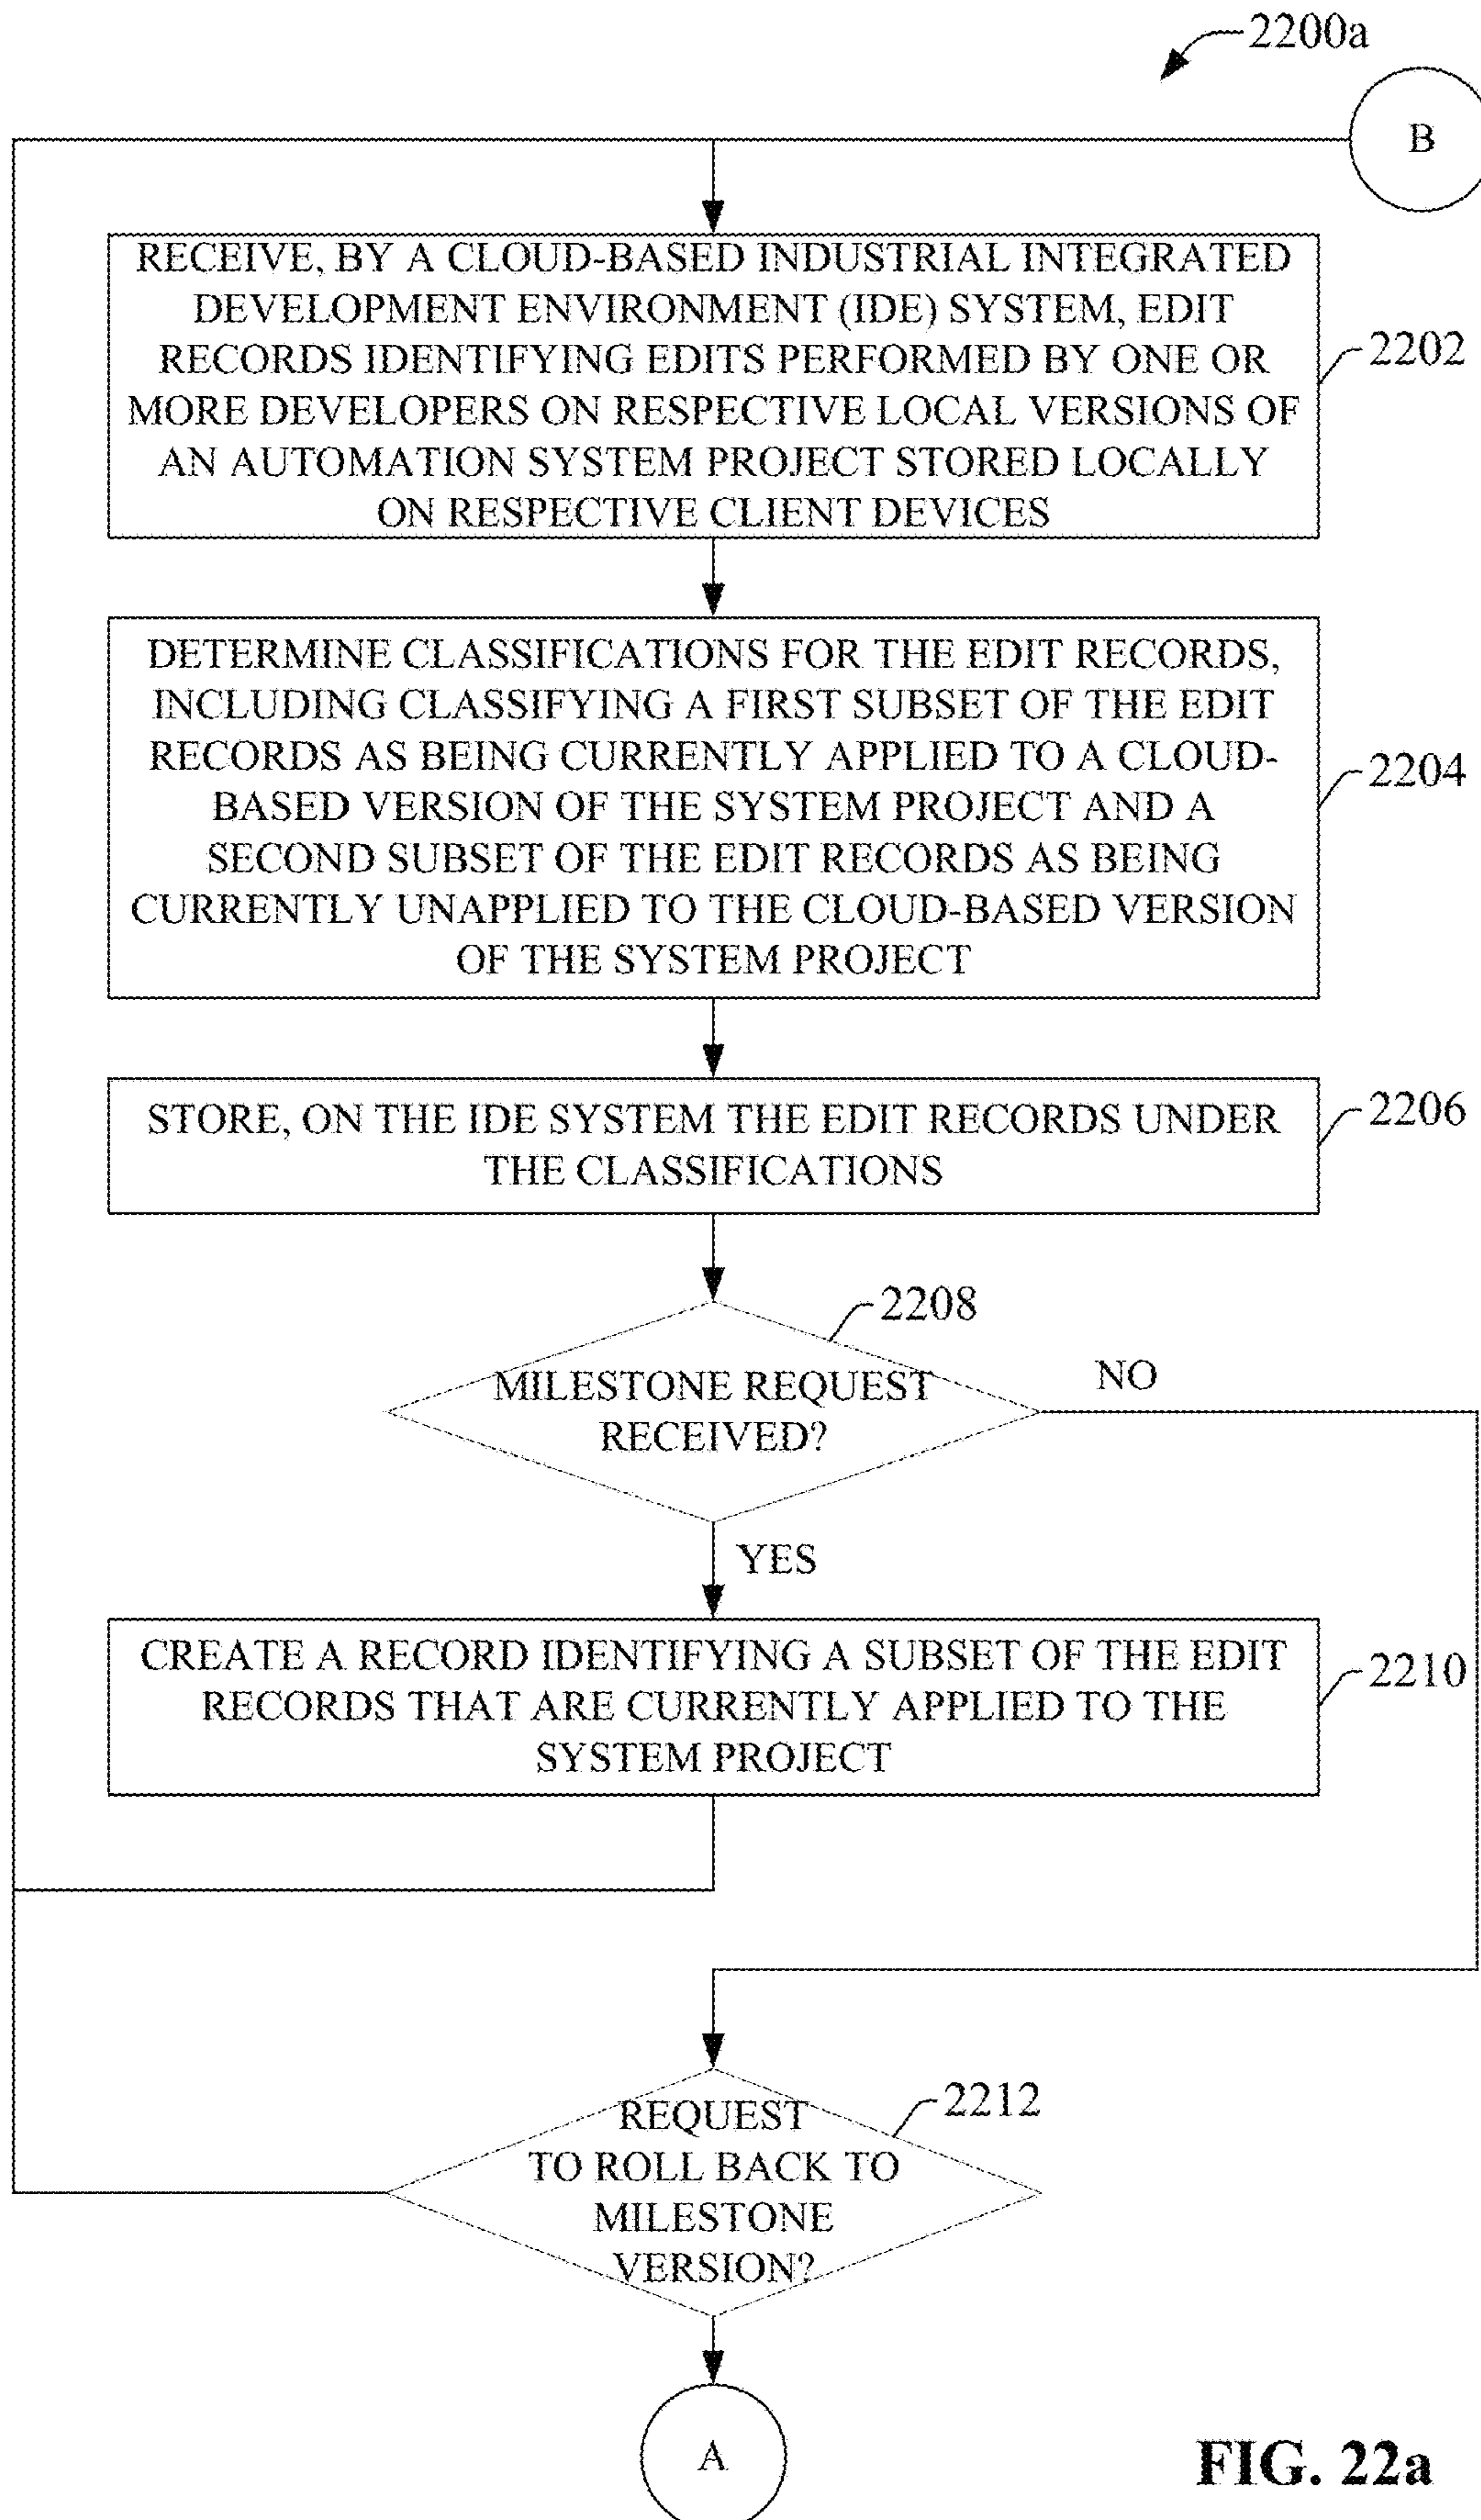 2200a
B
RECEIVE, BY A CLOUD-BASED INDUSTRIAL INTEGRATED
DEVELOPMENT ENVIRONMENT (IDE) SYSTEM, EDIT
RECORDS IDENTIFYING EDITS PERFORMED BY ONE OR
MORE DEVELOPERS ON RESPECTIVE LOCAL VERSIONS OF
AN AUTOMATION SYSTEM PROJECT STORED LOCALLY
ON RESPECTIVE CLIENT DEVICES
2202
DETERMINE CLASSIFICATIONS FOR THE EDIT RECORDS,
INCLUDING CLASSIFYING A FIRST SUBSET OF THE EDIT
RECORDS AS BEING CURRENTLY APPLIED TO A CLOUD-
BASED VERSION OF THE SYSTEM PROJECT AND A
SECOND SUBSET OF THE EDIT RECORDS AS BEING
CURRENTLY UNAPPLIED TO THE CLOUD-BASED VERSION
OF THE SYSTEM PROJECT
2204
STORE, ON THE IDE SYSTEM THE EDIT RECORDS UNDER
THE CLASSIFICATIONS
2206
2208
MILESTONE REQUEST
RECEIVED?
NO
YES
CREATE A RECORD IDENTIFYING A SUBSET OF THE EDIT
RECORDS THAT ARE CURRENTLY APPLIED TO THE
SYSTEM PROJECT
2210
2212
REQUEST
TO ROLL BACK TO
MILESTONE
VERSION?
A
FIG. 22a